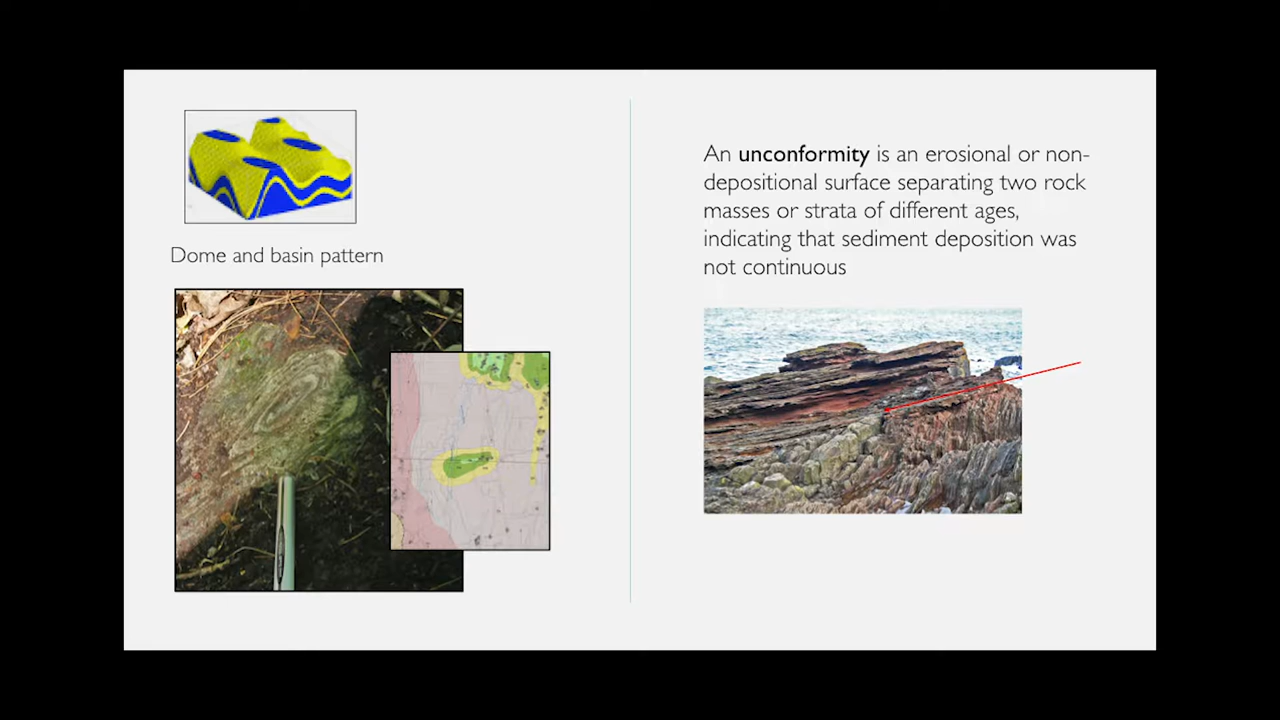 Dome and basin pattern
An unconformity is an erosional or non-
depositional surface separating two rock
masses or strata of different ages,
indicating that sediment deposition was
not continuous